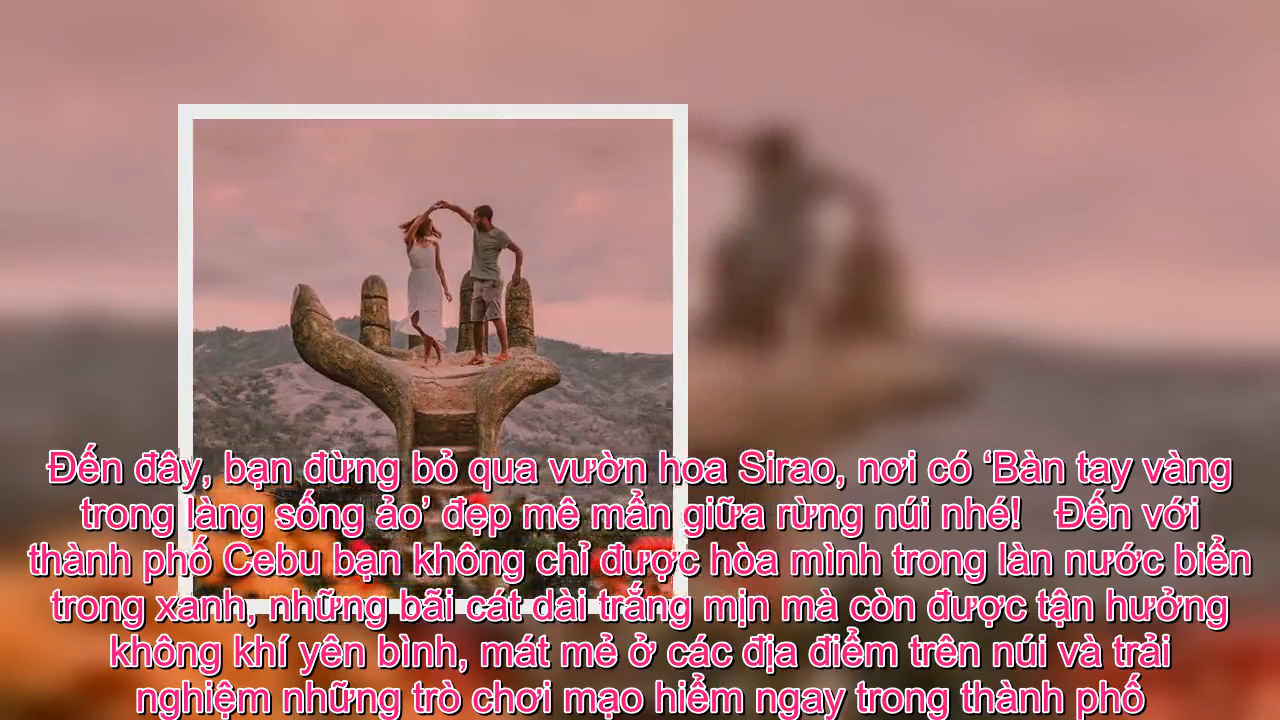 Đến đây, bạn đừng bỏ qua vườn hoa Sirao, nơi có ‘Bàn tay vàng
trong làng sống ảo’ đẹp mê mẩn giữa rừng núi nhé!   Đến với
thành phố Cebu bạn không chỉ được hòa mình trong làn nước biển
trong xanh, những bãi cát dài trắng mịn mà còn được tận hưởng
không khí yên bình, mát mẻ ở các địa điểm trên núi và trải
nghiệm những trò chơi mạo hiểm ngay trong thành phố